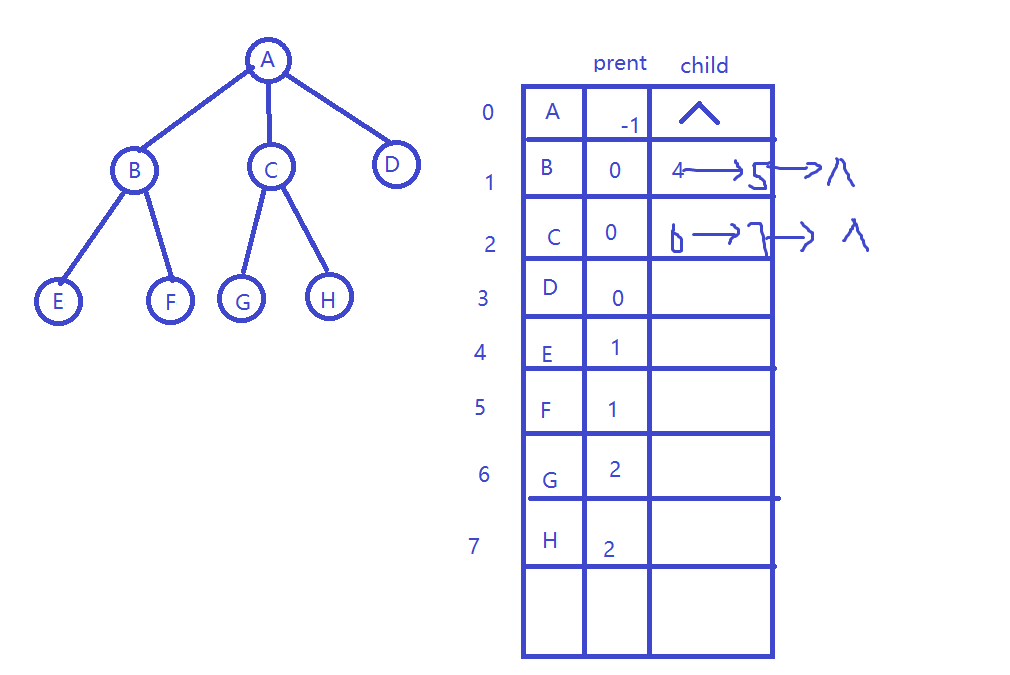 A
B C D
E F G H
prent child
0 A -1 ∧
1 B 0 4 → 5 → ∧
2 C 0 6 → 7 → ∧
3 D 0
4 E 1
5 F 1
6 G 2
7 H 2